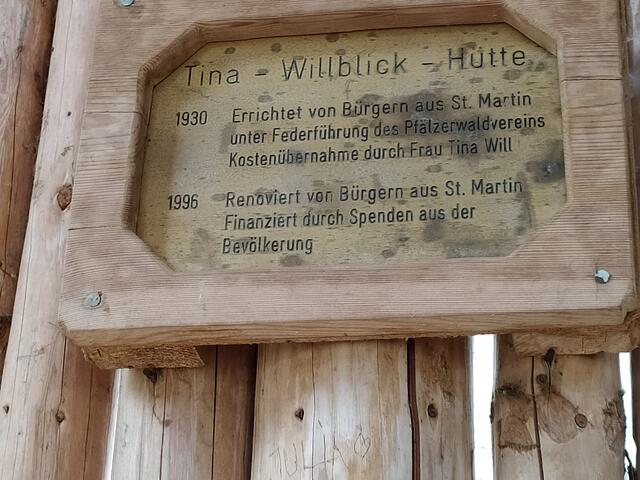 Tina - Willblick - Hütte
1930 Errichtet von Bürgern aus St. Martin
unter Federführung des Pfälzerwaldvereins
Kostenübernahme durch Frau Tina Will
1996 Renoviert von Bürgern aus St. Martin
Finanziert durch Spenden aus der
Bevölkerung